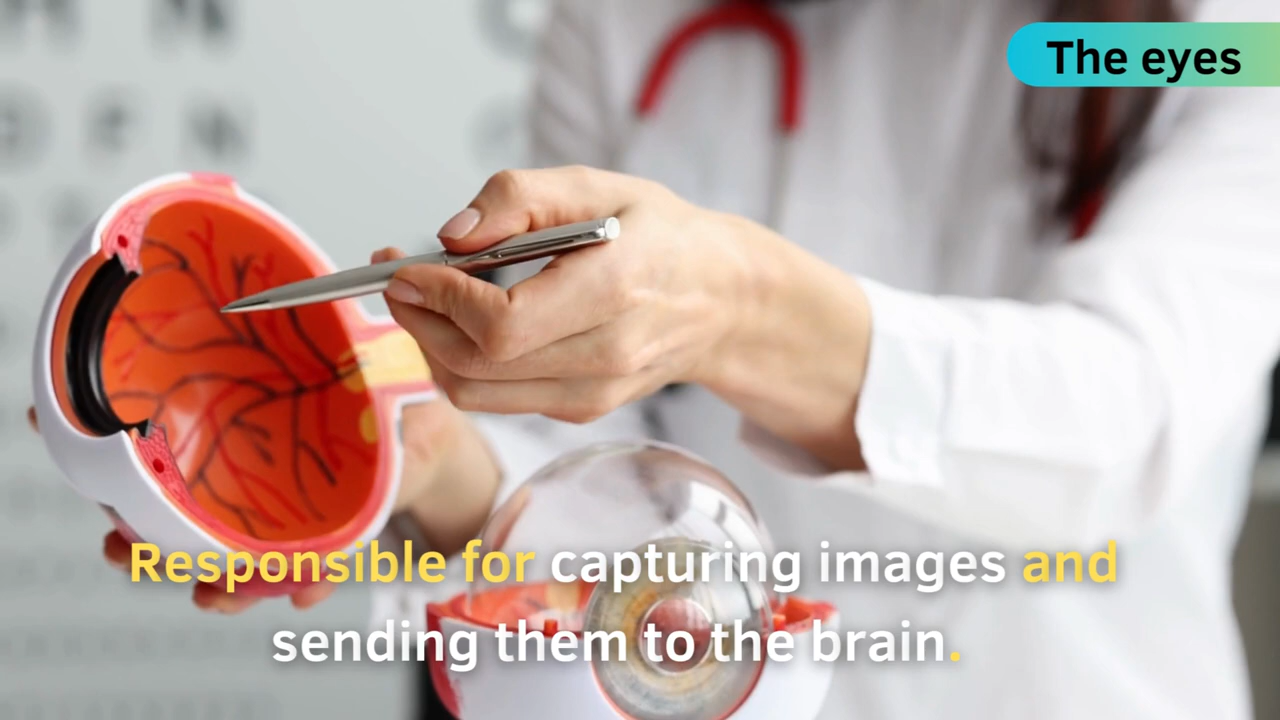 The eyes
Responsible for capturing images and
sending them to the brain.